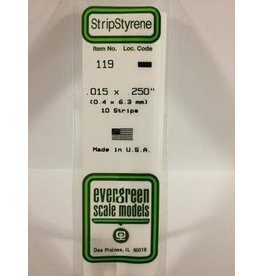 StripStyrene
Item No. Loc. Code
119
.015 x .250"
(0.4 x 6.3 mm)
10 Strips
Made in U.S.A.
evergreen
scale models
Des Plaines, IL 60018